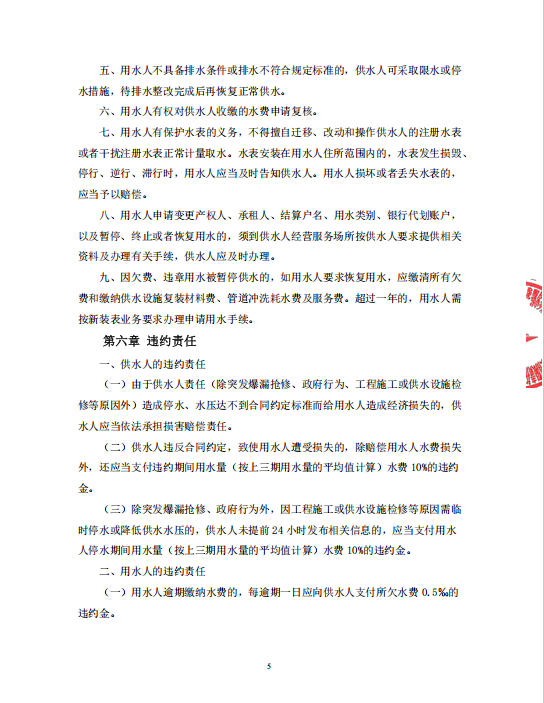 五、用水人不具备排水条件或排水不符合规定标准的，供水人可采取限水或停
水措施，待排水整改完成后再恢复正常供水。
六、用水人有权对供水人收缴的水费申请复核。
七、用水人有保护水表的义务，不得擅自迁移、改动和操作供水人的注册水表
或者干扰注册水表正常计量取水。水表安装在用水人住所范围内的，水表发生损毁、
停行、逆行、滞行时，用水人应当及时告知供水人。用水人损坏或者丢失水表的，
应当予以赔偿。
八、用水人申请变更产权人、承租人、结算户名、用水类别、银行代划账户，
以及暂停、终止或者恢复用水的，须到供水人经营服务场所按供水人要求提供相关
资料及办理有关手续，供水人应及时办理。
九、因欠费、违章用水被暂停供水的，如用水人要求恢复用水，应缴清所有欠
费和缴纳供水设施复装材料费、管道冲洗耗水费及服务费。超过一年的，用水人需
按新装表业务要求办理申请用水手续。
第六章 违约责任
一、供水人的违约责任
（一）由于供水人责任（除突发爆漏抢修、政府行为、工程施工或供水设施检
修等原因外）造成停水、水压达不到合同约定标准而给用水人造成经济损失的，供
水人应当依法承担损害赔偿责任。
（二）供水人违反合同约定，致使用水人遭受损失的，除赔偿用水人水费损失
外，还应当支付违约期间用水量（按上三期用水量的平均值计算）水费 10%的违约
金。
（三）除突发爆漏抢修、政府行为外，因工程施工或供水设施检修等原因需临
时停水或降低供水水压的，供水人未提前 24 小时发布相关信息的，应当支付用水
人停水期间用水量（按上三期用水量的平均值计算）水费 10%的违约金。
二、用水人的违约责任
（一）用水人逾期缴纳水费的，每逾期一日应向供水人支付所欠水费 0.5‰的
违约金。
5